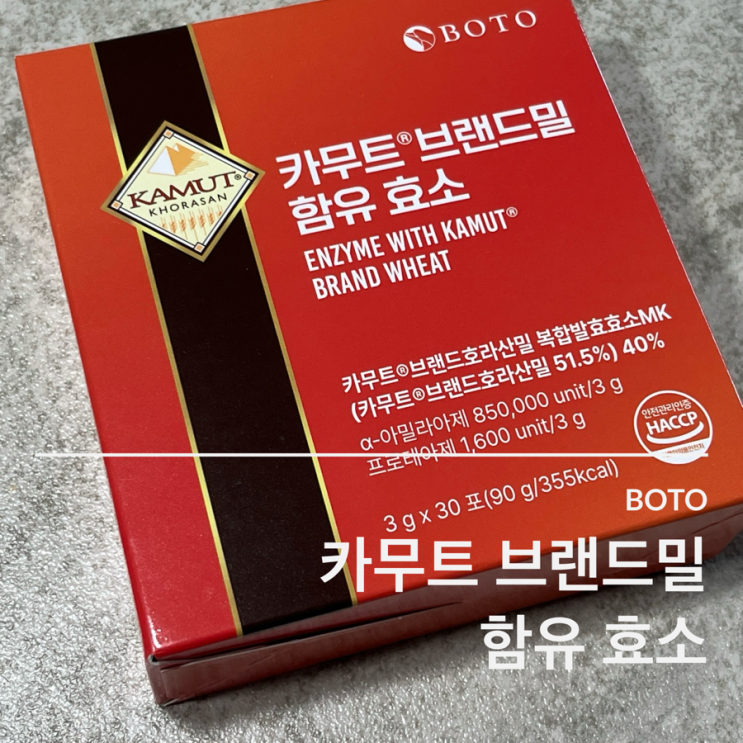 BOTO
KAMUT®
KHORASAN
카무트®브랜드밀
함유 효소
ENZYME WITH KAMUT®
BRAND WHEAT
카무트®브랜드호라산밀 복합발효효소MK
(카무트®브랜드호라산밀 51.5%) 40%
α-아밀라아제 850,000 unit/3 g
프로테아제 1,600 unit/3 g
3 g x 30 포(90 g/355kcal)
안전관리인증
HACCP
BOTO
카무트 브랜드밀
함유 효소